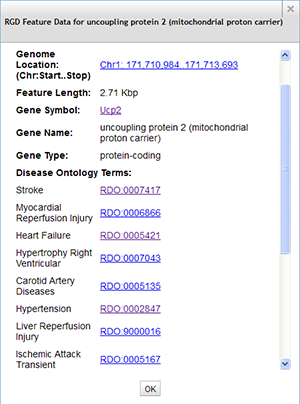 RGD Feature Data for uncoupling protein 2 (mitochondrial proton carrier)
Genome
Location: Chr1: 171,710,984..171,713,693
(Chr:Start..Stop)
Feature Length: 2.71 Kbp
Gene Symbol: Ucp2
Gene Name: uncoupling protein 2 (mitochondrial
proton carrier)
Gene Type: protein-coding
Disease Ontology Terms:
Stroke RDO:0007417
Myocardial
Reperfusion Injury RDO:0006866
Heart Failure RDO:0005421
Hypertrophy Right
Ventricular RDO:0007043
Carotid Artery
Diseases RDO:0005135
Hypertension RDO:0002847
Liver Reperfusion
Injury RDO:9000016
Ischemic Attack
Transient RDO:0005167
OK